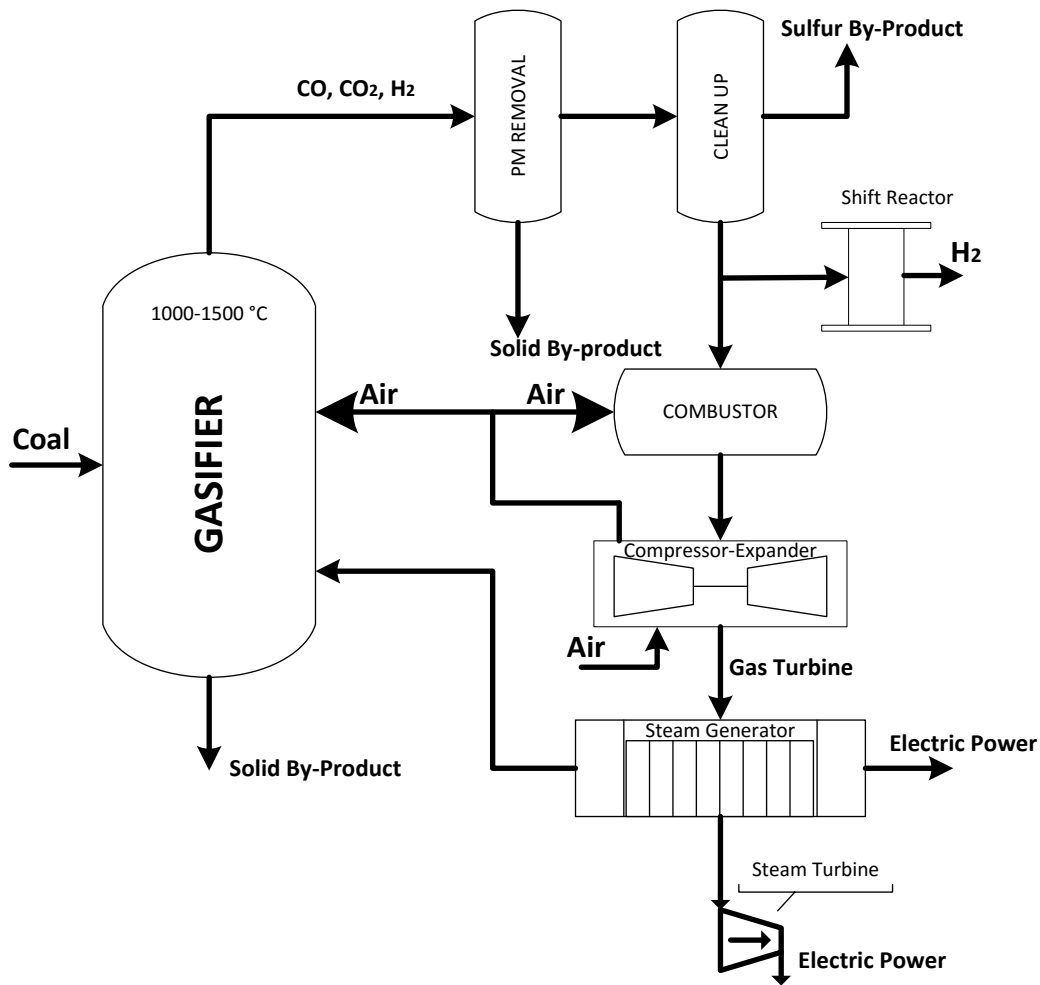 Sulfur By-Product
CO, CO₂, H₂
PM REMOVAL
CLEAN UP
Shift Reactor
H₂
1000-1500 °C
Solid By-product
Air
Air
COMBUSTOR
Coal
GASIFIER
Compressor-Expander
Air
Gas Turbine
Steam Generator
Electric Power
Solid By-Product
Steam Turbine
Electric Power